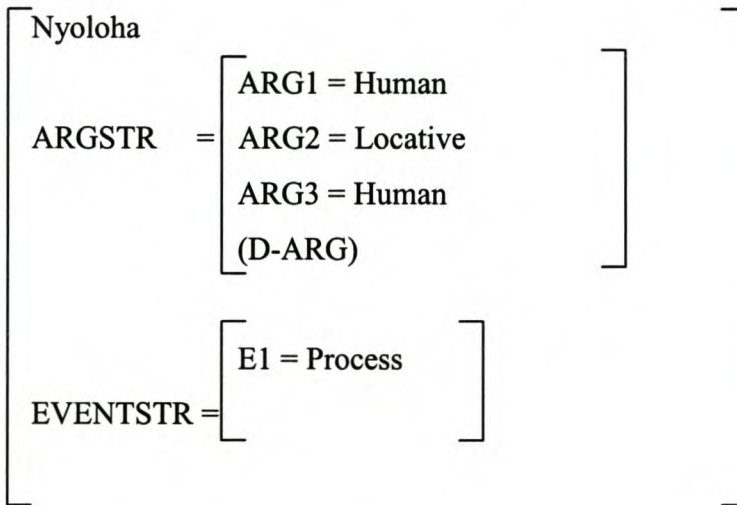 Nyoloha
ARG1 = Human
ARGSTR = ARG2 = Locative
ARG3 = Human
(D-ARG)
E1 = Process
EVENTSTR =